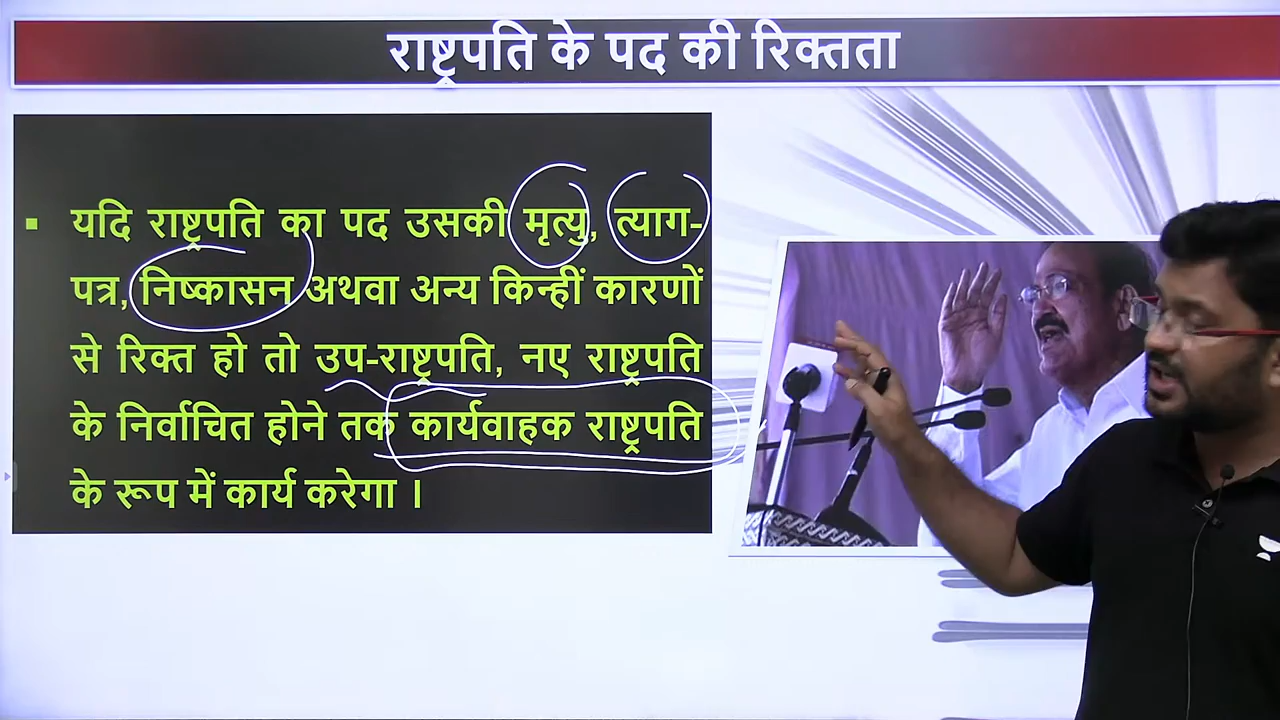 राष्ट्रपति के पद की रिक्तता
यदि राष्ट्रपति का पद उसकी मृत्यु, त्याग-
पत्र, निष्कासन अथवा अन्य किन्हीं कारणों
से रिक्त हो तो उप-राष्ट्रपति, नए राष्ट्रपति
के निर्वाचित होने तक कार्यवाहक राष्ट्रपति
के रूप में कार्य करेगा ।